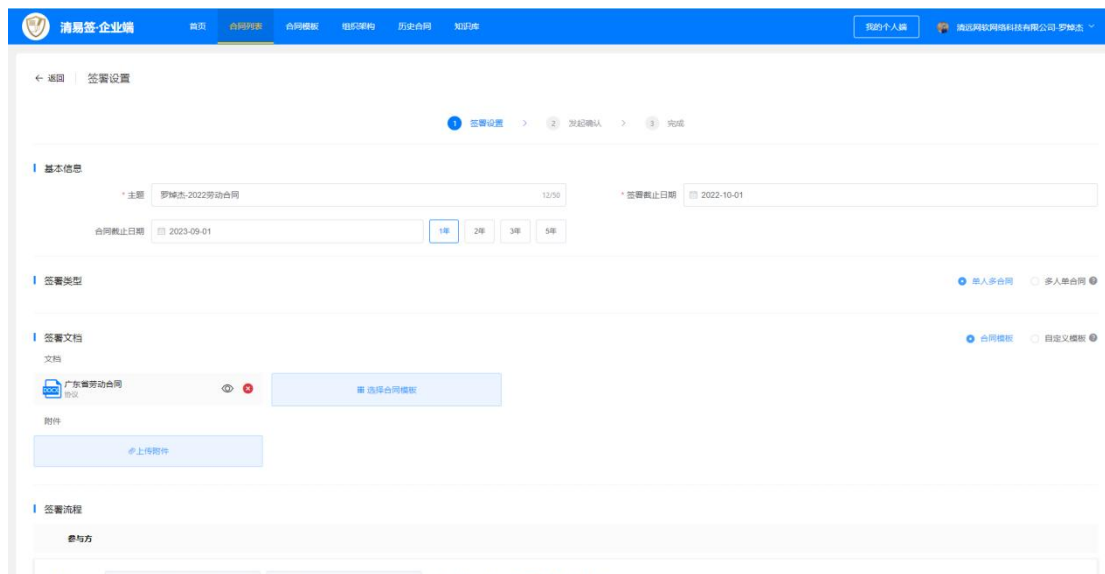 清易签·企业端 首页 合同列表 合同模板 组织架构 历史合同 知识库 我的个人端 清远网软网络科技有限公司-罗焯杰
← 返回 签署设置
1 签署设置 > 2 发起确认 > 3 完成
基本信息
* 主题 罗焯杰-2022劳动合同 12/50 * 签署截止日期 2022-10-01
合同截止日期 2023-09-01 1年 2年 3年 5年
签署类型 单人多合同 多人单合同
签署文档 合同模板 自定义模板
文档
广东省劳动合同
协议
选择合同模板
附件
上传附件
签署流程
参与方